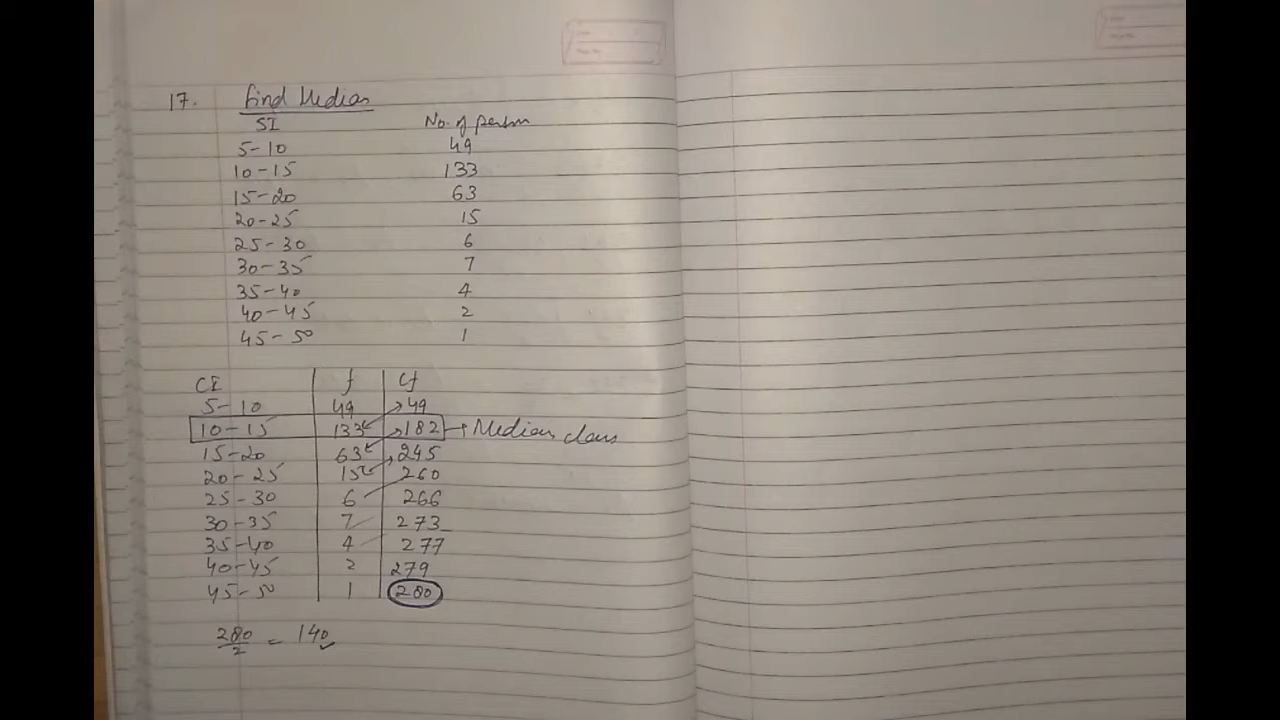 17. Find Median
SI No. of person
5-10 49
10-15 133
15-20 63
20-25 15
25-30 6
30-35 7
35-40 4
40-45 2
45-50 1
CI f cf
5-10 49 49
10-15 133 182 → Median class
15-20 63 245
20-25 15 260
25-30 6 266
30-35 7 273
35-40 4 277
40-45 2 279
45-50 1 280
280/2 = 140